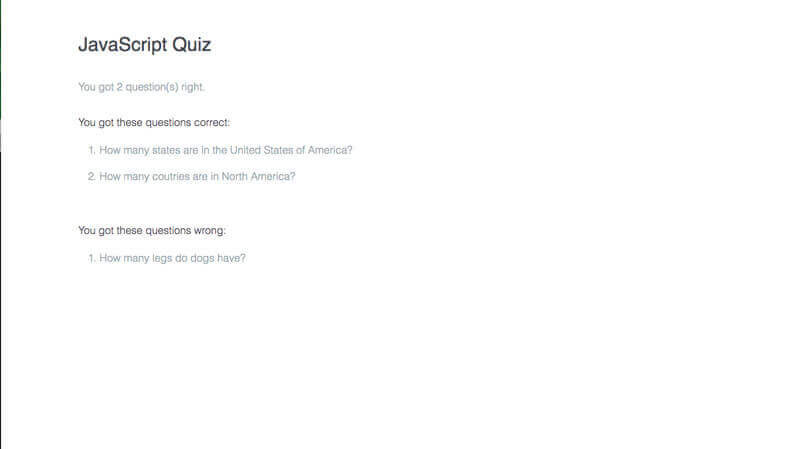 JavaScript Quiz
You got 2 question(s) right.
You got these questions correct:
1. How many states are in the United States of America?
2. How many coutries are in North America?
You got these questions wrong:
1. How many legs do dogs have?